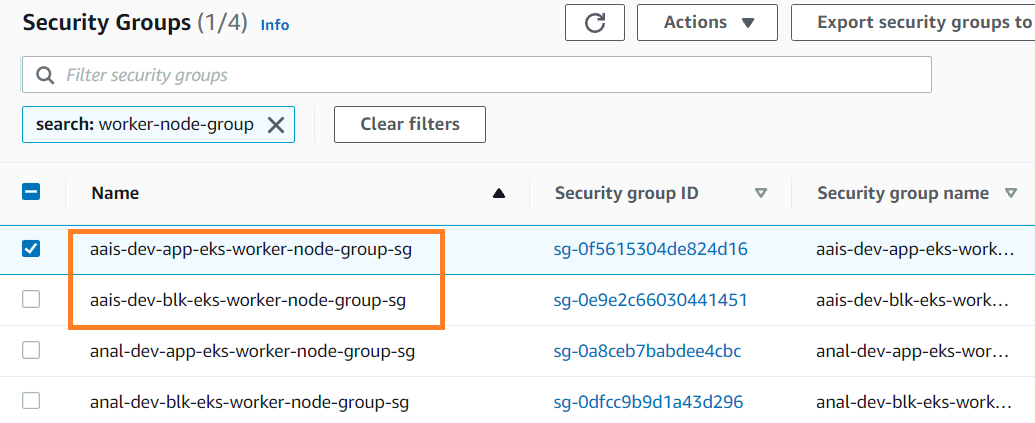 Security Groups (1/4) Info
Actions
Export security groups to
Filter security groups
search: worker-node-group
Clear filters
Name Security group ID Security group name
aais-dev-app-eks-worker-node-group-sg sg-0f5615304de824d16 aais-dev-app-eks-work...
aais-dev-blk-eks-worker-node-group-sg sg-0e9e2c66030441451 aais-dev-blk-eks-work...
anal-dev-app-eks-worker-node-group-sg sg-0a8ceb7babdee4cbc anal-dev-app-eks-wor...
anal-dev-blk-eks-worker-node-group-sg sg-0dfcc9b9d1a43d296 anal-dev-blk-eks-work...